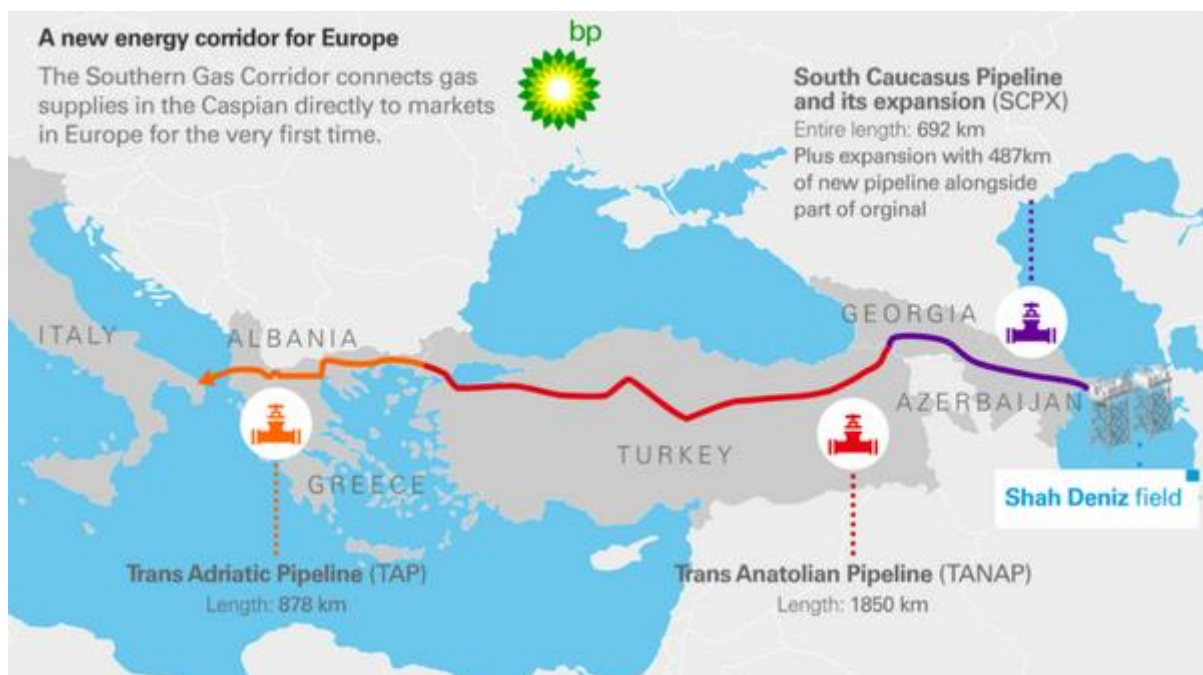 A new energy corridor for Europe
The Southern Gas Corridor connects gas
supplies in the Caspian directly to markets
in Europe for the very first time.
bp
South Caucasus Pipeline
and its expansion (SCPX)
Entire length: 692 km
Plus expansion with 487km
of new pipeline alongside
part of orginal
ITALY
ALBANIA
GEORGIA
AZERBAIJAN
TURKEY
GREECE
Shah Deniz field
Trans Adriatic Pipeline (TAP)
Length: 878 km
Trans Anatolian Pipeline (TANAP)
Length: 1850 km